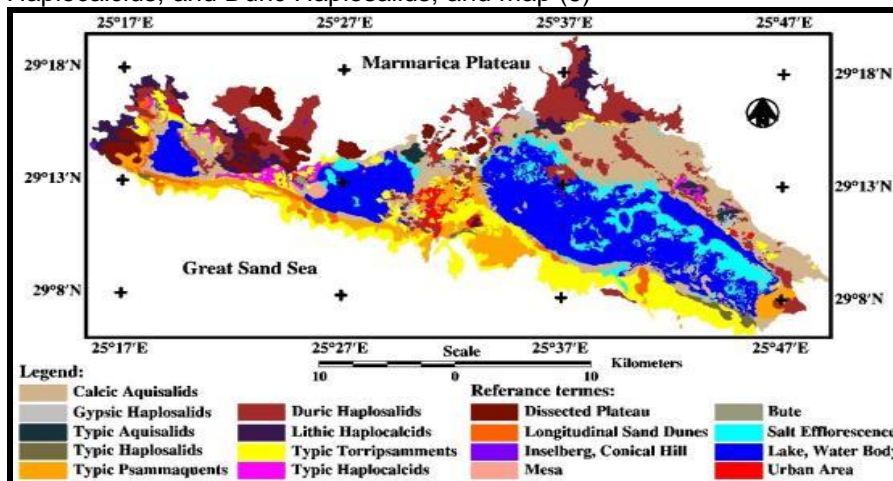 Haplocalcids, and Duric Haplosalids, and map (3)
25°17′E 25°27′E 25°37′E 25°47′E
29°18′N Marmarica Plateau 29°18′N
29°13′N 29°13′N
Great Sand Sea
29°8′N 29°8′N
25°17′E 25°27′E 25°37′E 25°47′E
Scale
Kilometers
10 0 10
Legend: Referance termes:
Calcic Aquisalids
Gypsic Haplosalids Duric Haplosalids Dissected Plateau Bute
Typic Aquisalids Lithic Haplocalcids Longitudinal Sand Dunes Salt Efflorescence
Typic Haplosalids Typic Torripsamments Inselberg, Conical Hill Lake, Water Body
Typic Psammaquents Typic Haplocalcids Mesa Urban Area